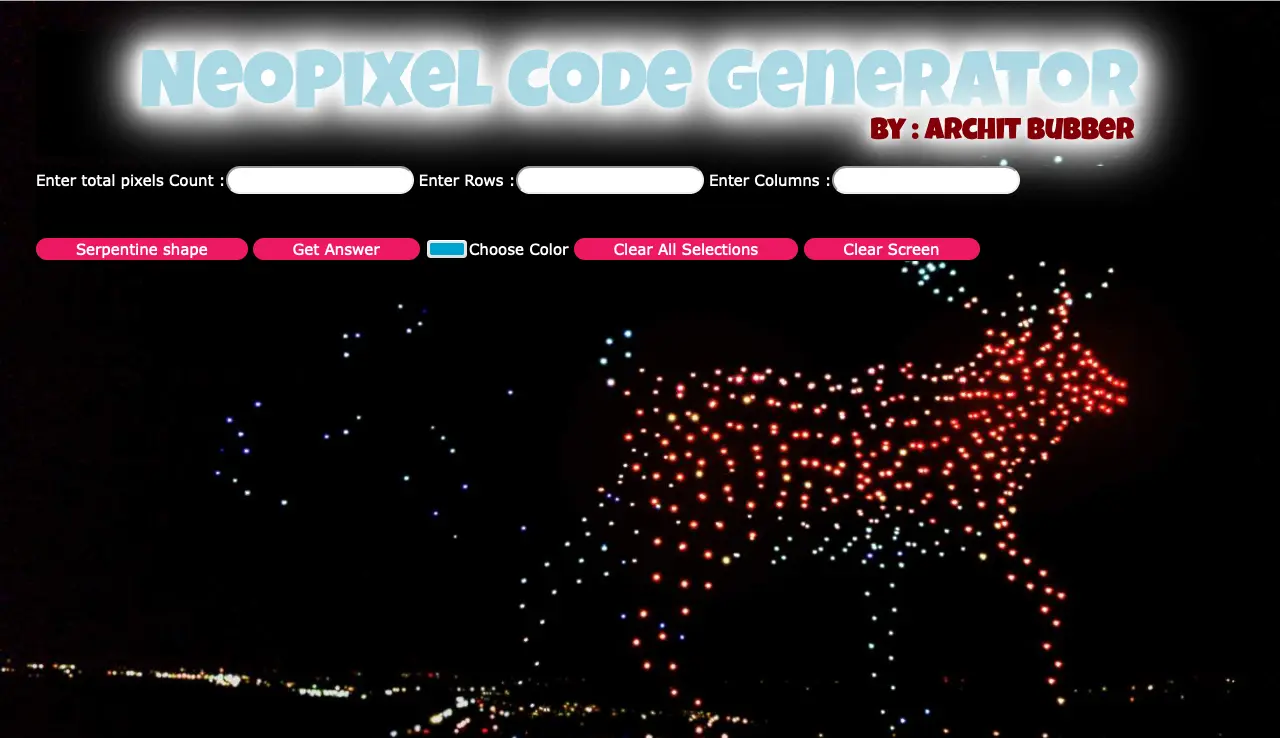 Neopixel Code Generator
By : Archit Bubber
Enter total pixels Count : Enter Rows : Enter Columns :
Serpentine shape Get Answer Choose Color Clear All Selections Clear Screen